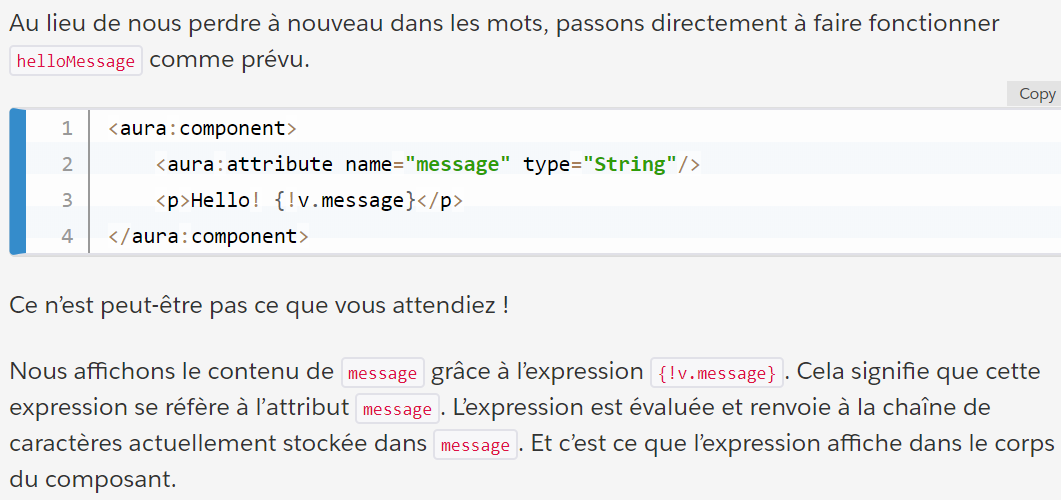 Au lieu de nous perdre à nouveau dans les mots, passons directement à faire fonctionner
helloMessage comme prévu.
Copy
1 <aura:component>
2 <aura:attribute name="message" type="String"/>
3 <p>Hello! {!v.message}</p>
4 </aura:component>
Ce n’est peut-être pas ce que vous attendiez !
Nous affichons le contenu de message grâce à l’expression {!v.message}. Cela signifie que cette
expression se réfère à l’attribut message. L’expression est évaluée et renvoie à la chaîne de
caractères actuellement stockée dans message. Et c’est ce que l’expression affiche dans le corps
du composant.